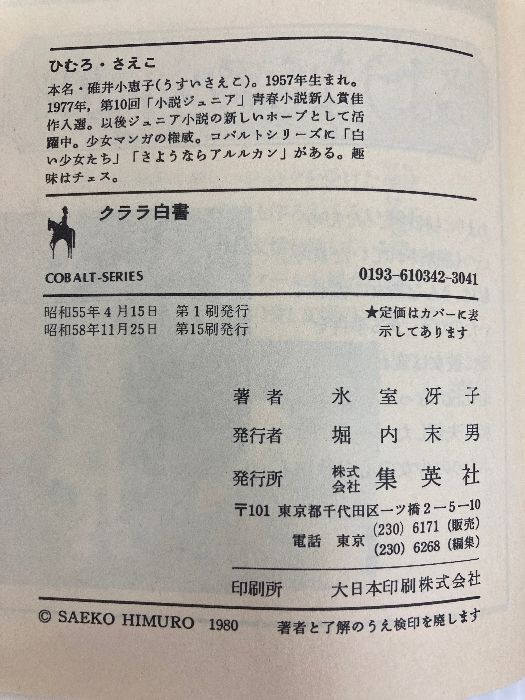 ひむろ・さえこ
本名・碓井小恵子(うすいさえこ)。1957年生まれ。
1977年，第10回「小説ジュニア」青春小説新人賞佳
作入選。以後ジュニア小説の新しいホープとして活
躍中。少女マンガの権威。コバルトシリーズに「白
い少女たち」「さようならアルルカン」がある。趣
味はチェス。
クララ白書
COBALT-SERIES 0193-610342-3041
昭和55年4月15日 第1刷発行
昭和58年11月25日 第15刷発行
★定価はカバーに表
示してあります
著者 氷室冴子
発行者 堀内末男
発行所 株式会社 集英社
〒101 東京都千代田区一ツ橋2－5－10
電話 東京 (230) 6171 (販売)
(230) 6268 (編集)
印刷所 大日本印刷株式会社
© SAEKO HIMURO 1980 著者と了解のうえ検印を廃します